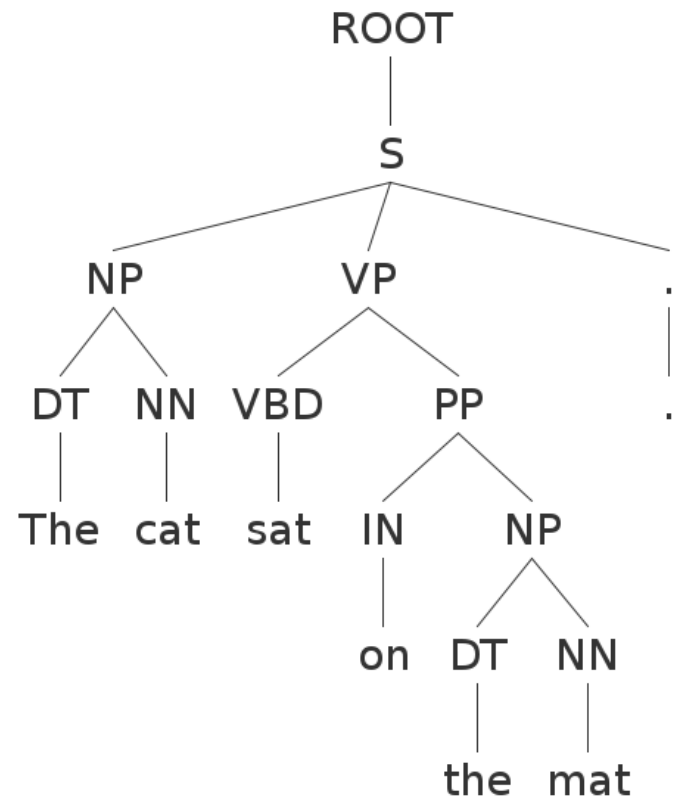 ROOT
S
NP VP .
DT NN VBD PP .
The cat sat IN NP
on DT NN
the mat